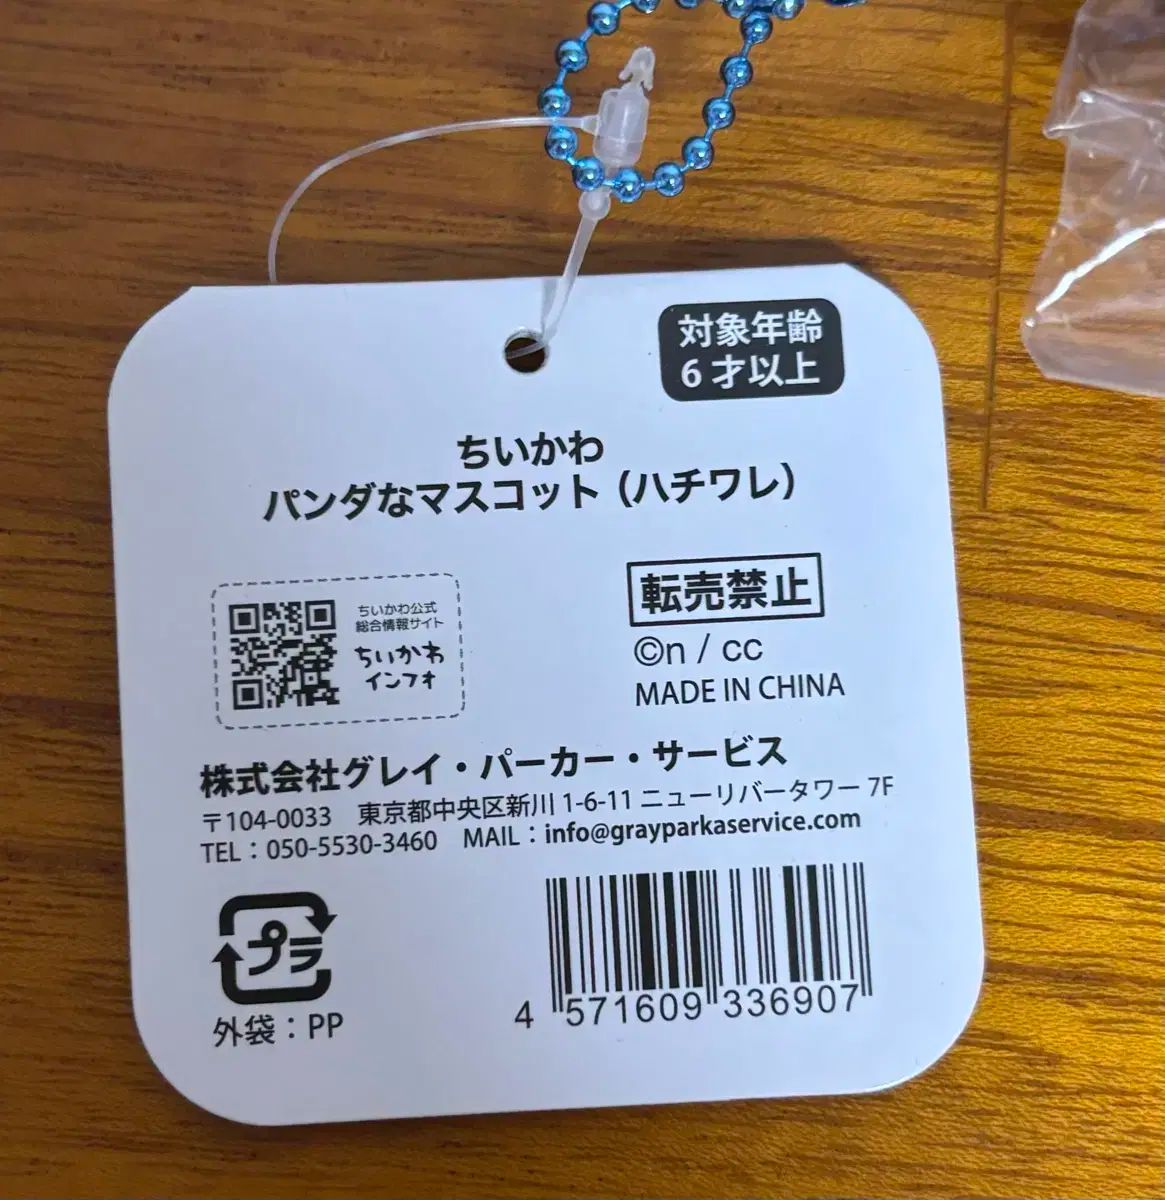 対象年齢
6才以上
ちいかわ
パンダなマスコット（ハチワレ）
ちいかわ公式
総合情報サイト
ちいかわ
インフォ
転売禁止
©n / cc
MADE IN CHINA
株式会社グレイ・パーカー・サービス
〒104-0033　東京都中央区新川 1-6-11 ニューリバータワー 7F
TEL：050-5530-3460　MAIL：info@grayparkaservice.com
プラ
外袋：PP
4 571609 336907